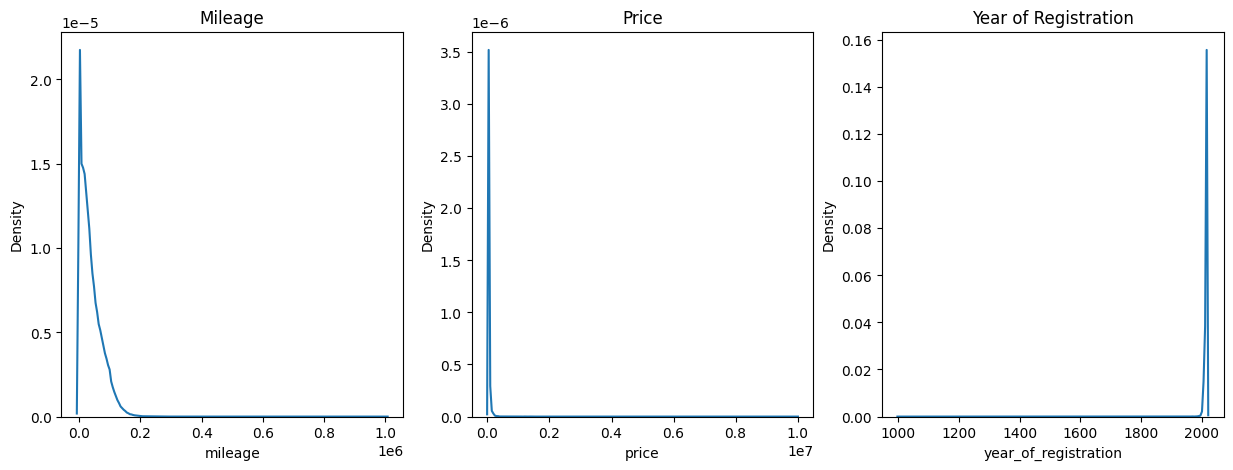 Mileage
1e−5
2.0
1.5
1.0
0.5
0.0
Density
0.0 0.2 0.4 0.6 0.8 1.0
1e6
mileage
Price
1e−6
3.5
3.0
2.5
2.0
1.5
1.0
0.5
0.0
Density
0.0 0.2 0.4 0.6 0.8 1.0
1e7
price
Year of Registration
0.16
0.14
0.12
0.10
0.08
0.06
0.04
0.02
0.00
Density
1000 1200 1400 1600 1800 2000
year_of_registration